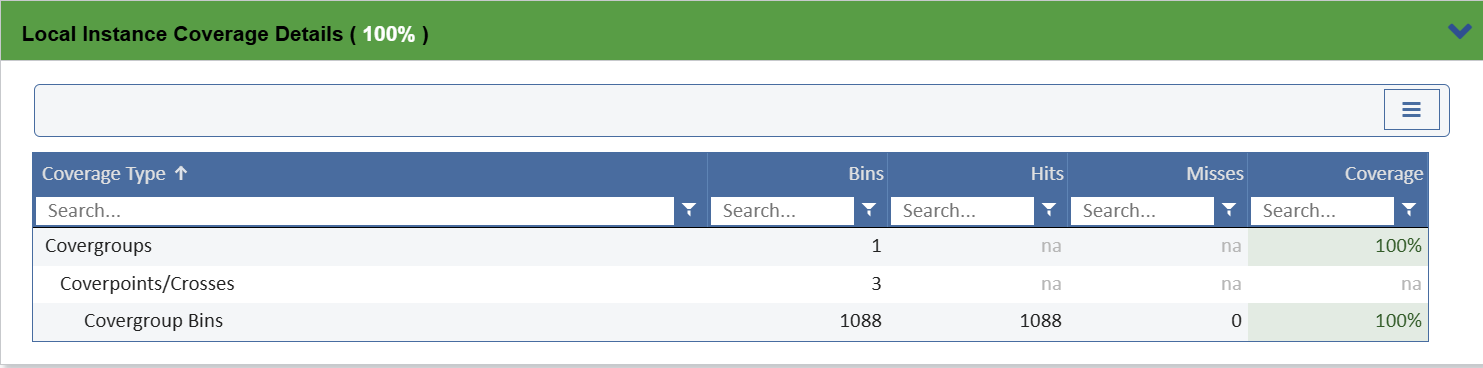 Local Instance Coverage Details ( 100% )
Coverage Type Bins Hits Misses Coverage
Search... Search... Search... Search... Search...
Covergroups 1 na na 100%
Coverpoints/Crosses 3 na na na
Covergroup Bins 1088 1088 0 100%